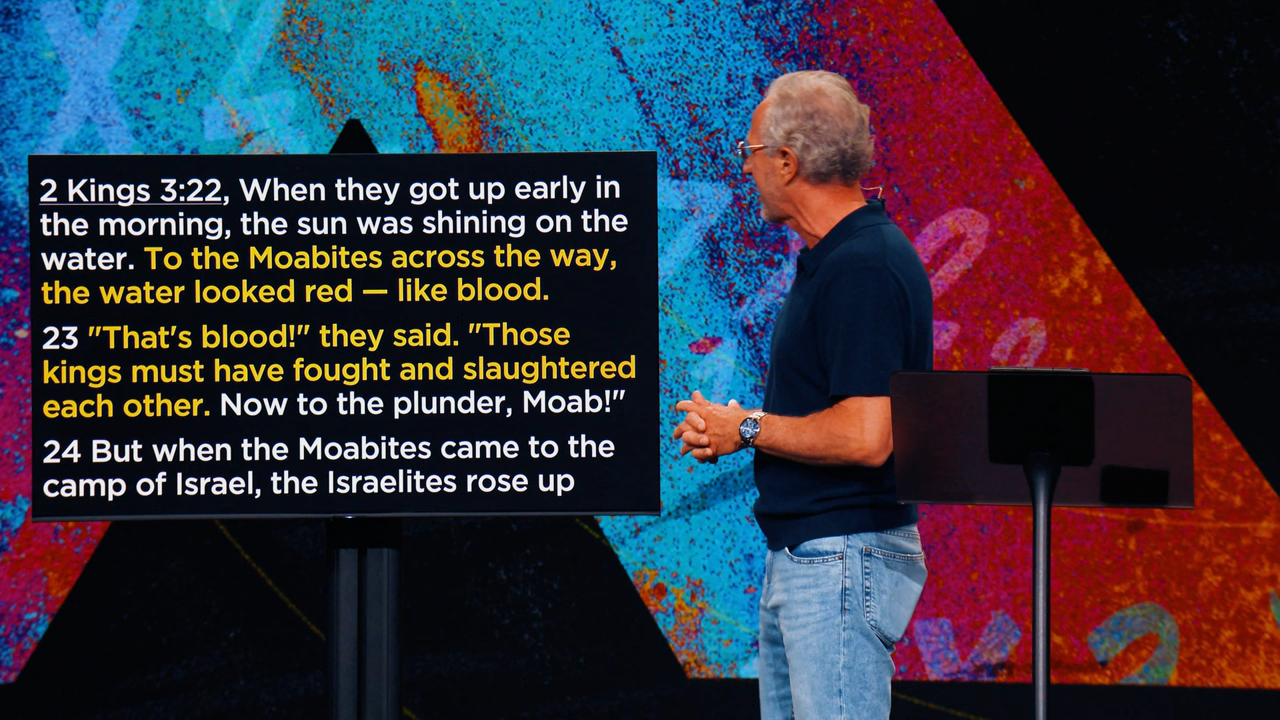 2 Kings 3:22, When they got up early in
the morning, the sun was shining on the
water. To the Moabites across the way,
the water looked red — like blood.
23 "That's blood!" they said. "Those
kings must have fought and slaughtered
each other. Now to the plunder, Moab!"
24 But when the Moabites came to the
camp of Israel, the Israelites rose up